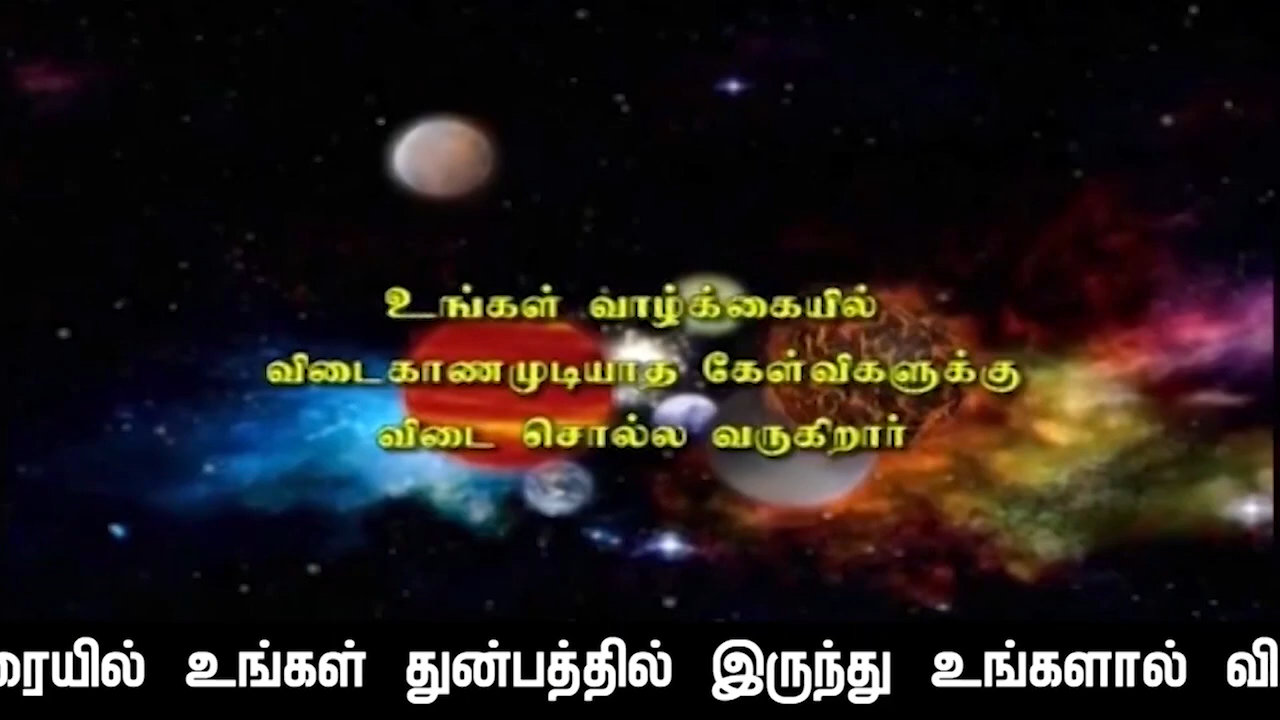 உங்கள் வாழ்க்கையில்
விடைகாணமுடியாத கேள்விகளுக்கு
விடை சொல்ல வருகிறார்
உங்கள் துன்பத்தில் இருந்து உங்களால்